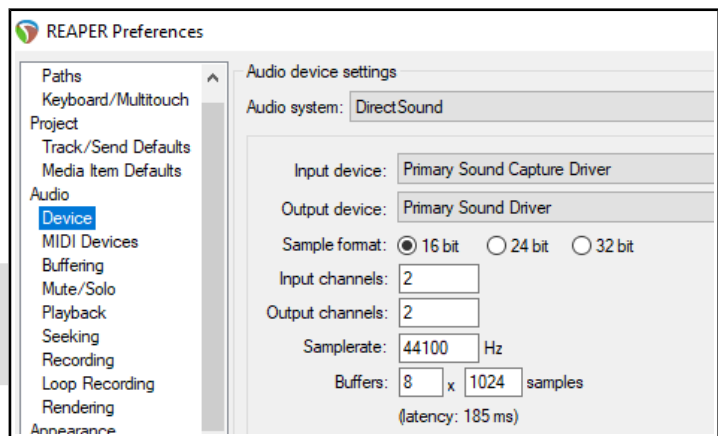 REAPER Preferences
Paths
Keyboard/Multitouch
Project
Track/Send Defaults
Media Item Defaults
Audio
Device
MIDI Devices
Buffering
Mute/Solo
Playback
Seeking
Recording
Loop Recording
Rendering
Appearance
Audio device settings
Audio system: DirectSound
Input device: Primary Sound Capture Driver
Output device: Primary Sound Driver
Sample format: 16 bit 24 bit 32 bit
Input channels: 2
Output channels: 2
Samplerate: 44100 Hz
Buffers: 8 x 1024 samples
(latency: 185 ms)